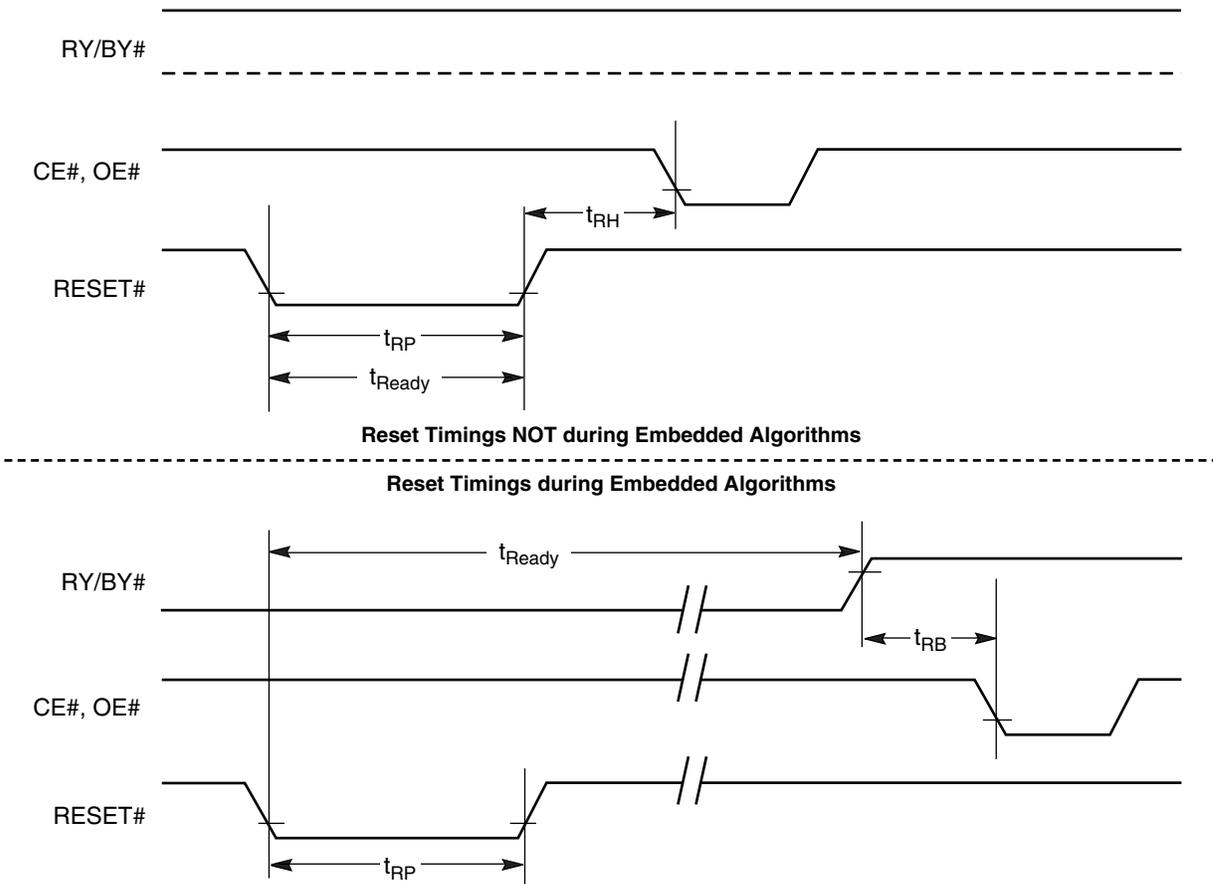 RY/BY#
CE#, OE#
tRH
RESET#
tRP
tReady
Reset Timings NOT during Embedded Algorithms
Reset Timings during Embedded Algorithms
tReady
RY/BY#
tRB
CE#, OE#
RESET#
tRP